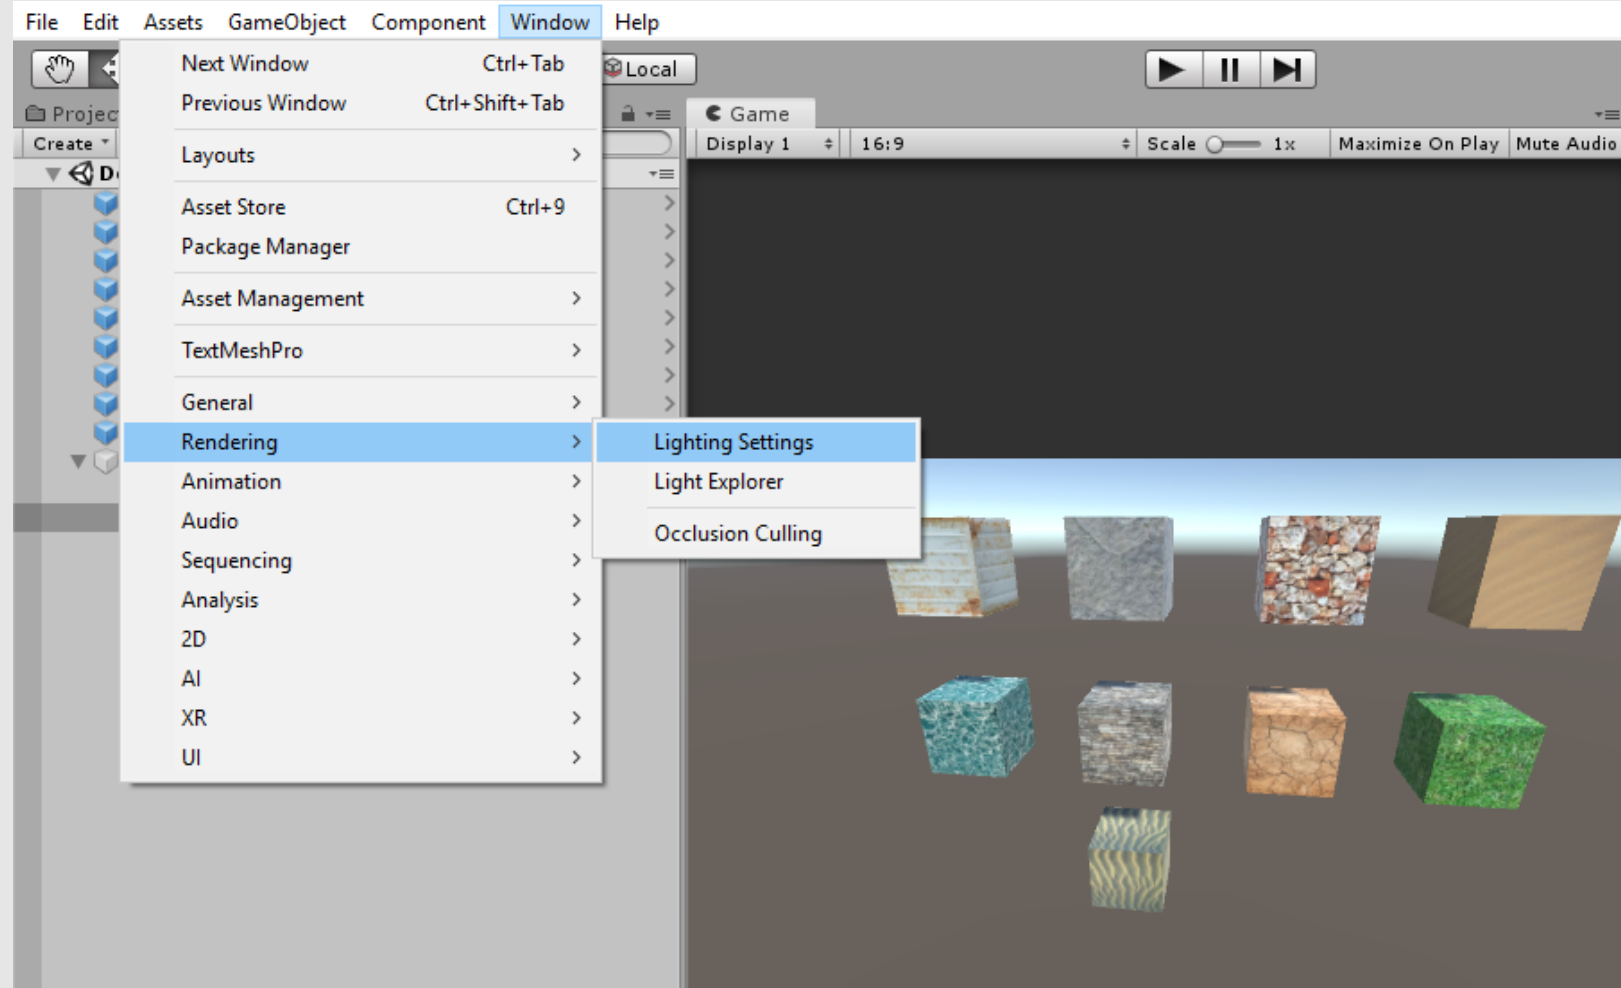 File Edit Assets GameObject Component Window Help
Next Window Ctrl+Tab
Previous Window Ctrl+Shift+Tab
Layouts
Asset Store Ctrl+9
Package Manager
Asset Management
TextMeshPro
General
Rendering
Animation
Audio
Sequencing
Analysis
2D
AI
XR
UI
Lighting Settings
Light Explorer
Occlusion Culling
Local
Projec
Create
D
Game
Display 1 16:9 Scale 1x Maximize On Play Mute Audio